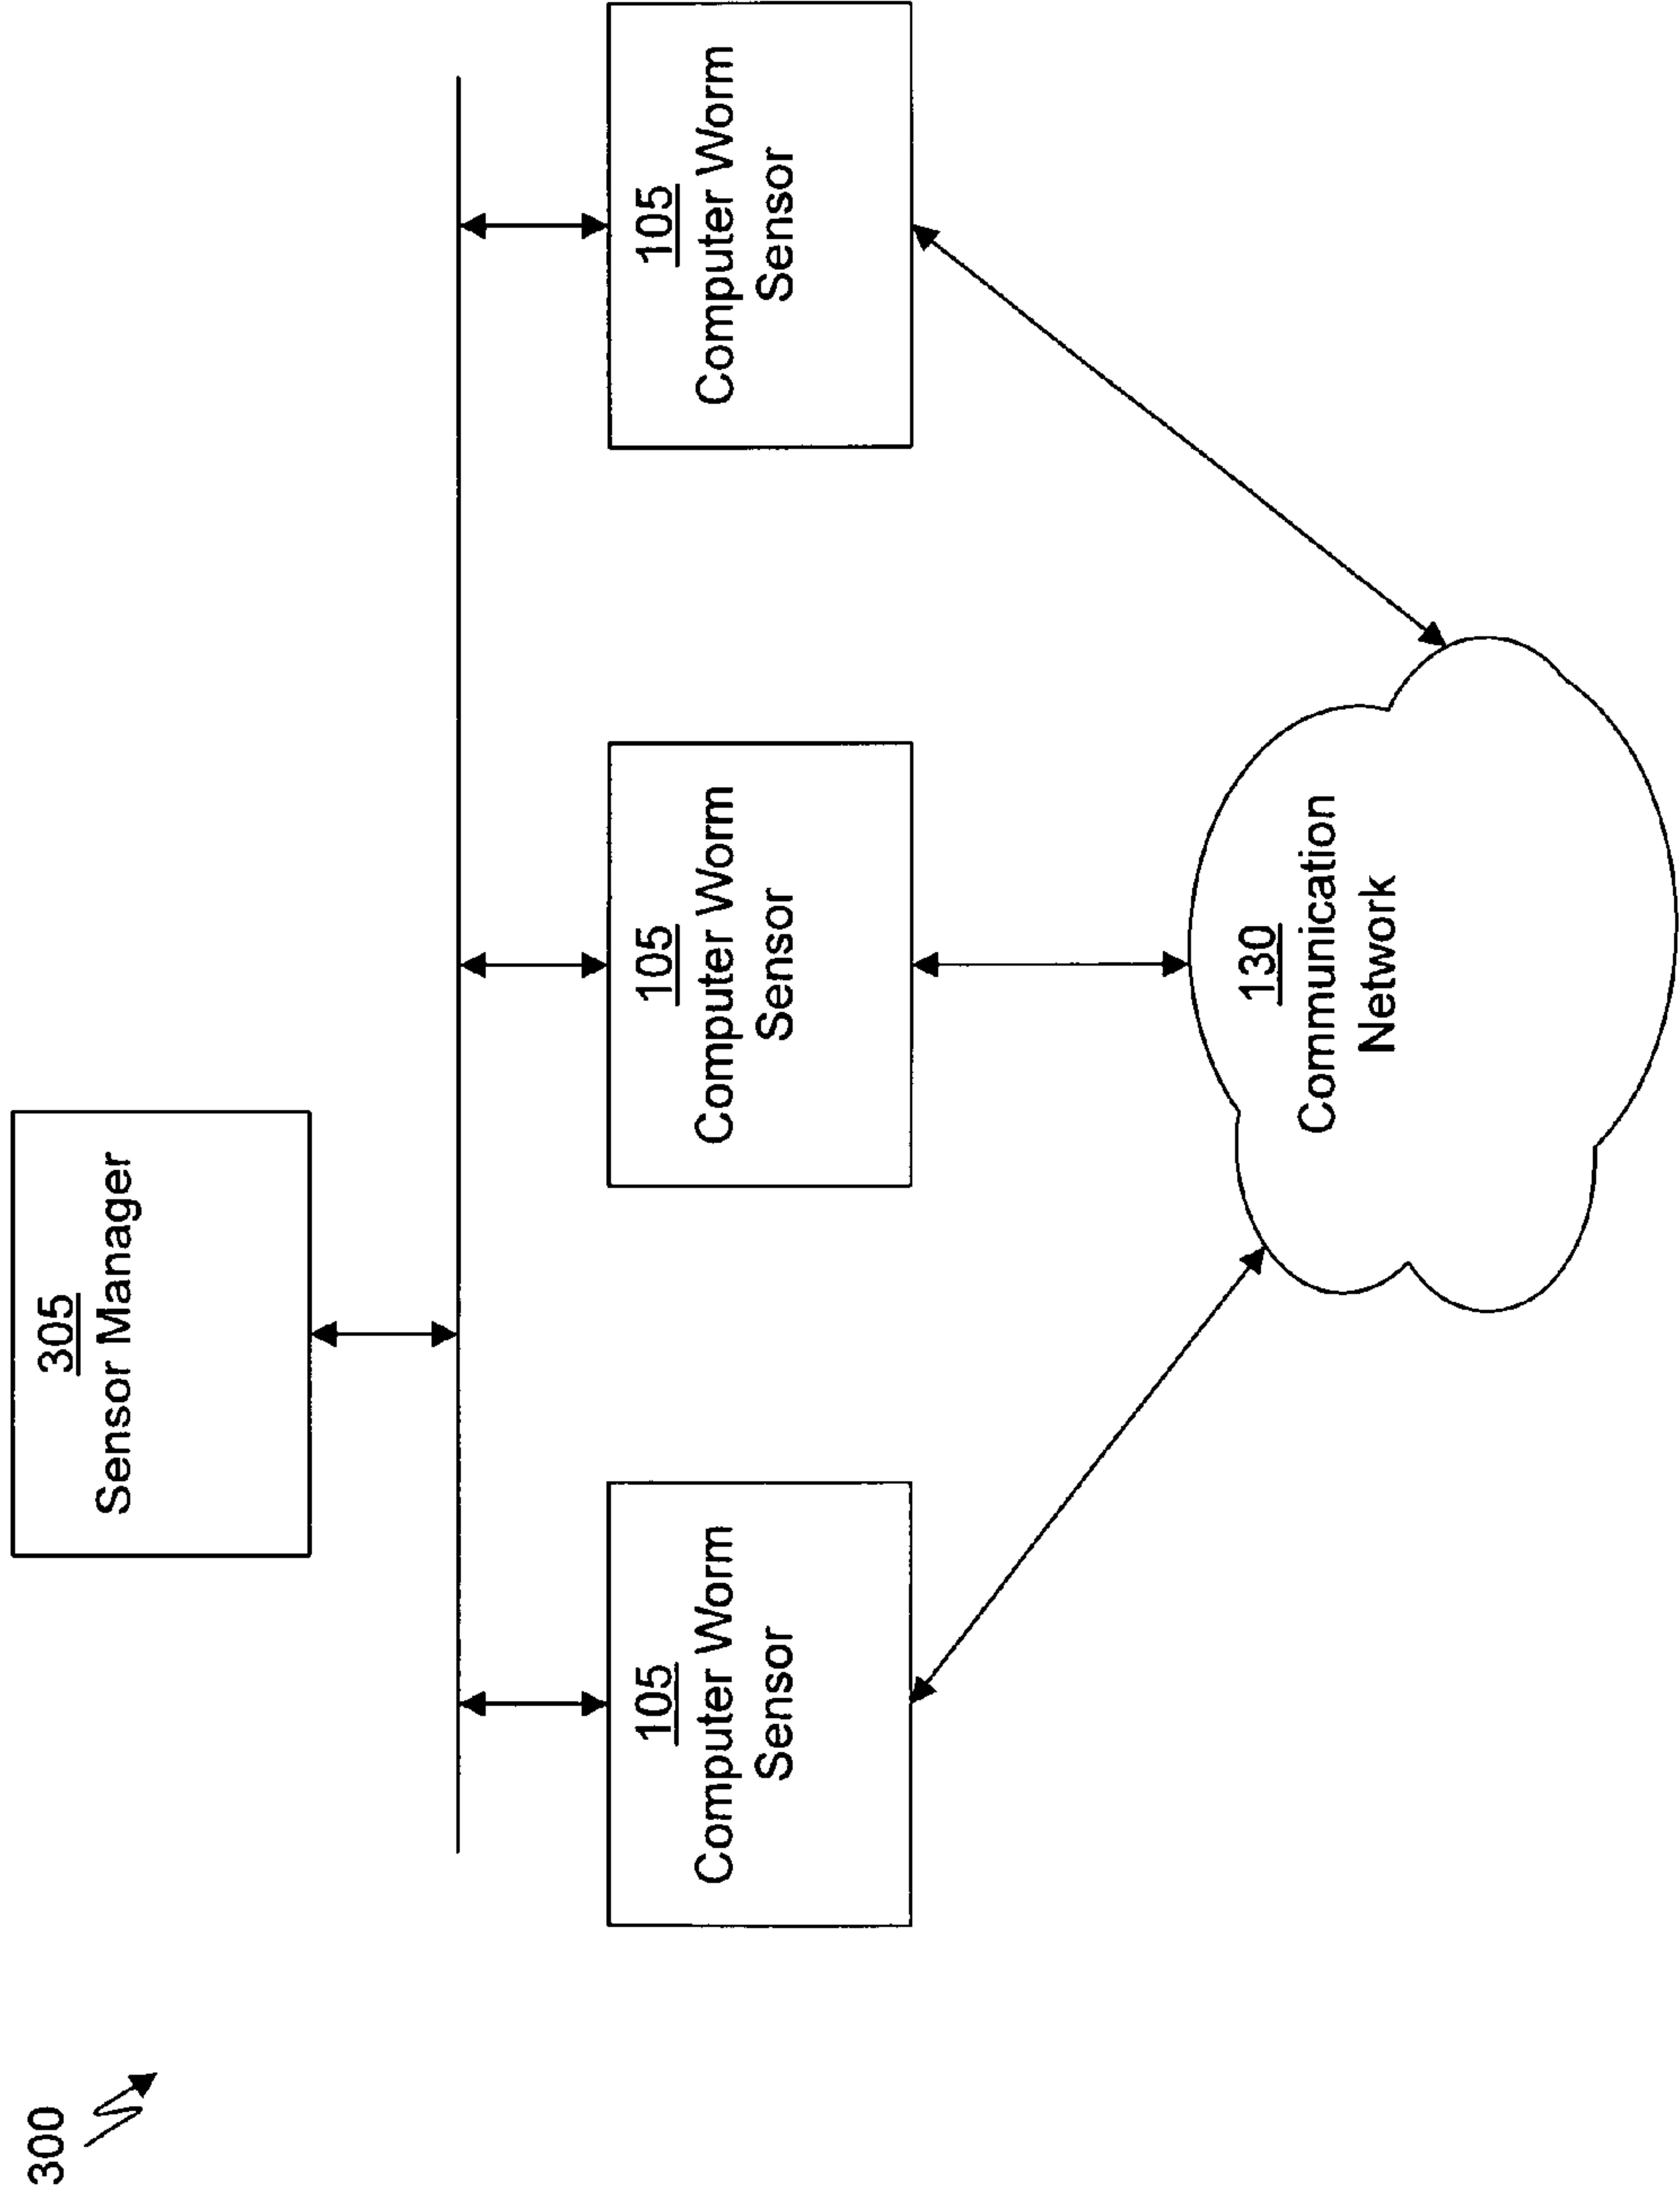 300
305
Sensor Manager
105
Computer Worm
Sensor
105
Computer Worm
Sensor
105
Computer Worm
Sensor
130
Communication
Network